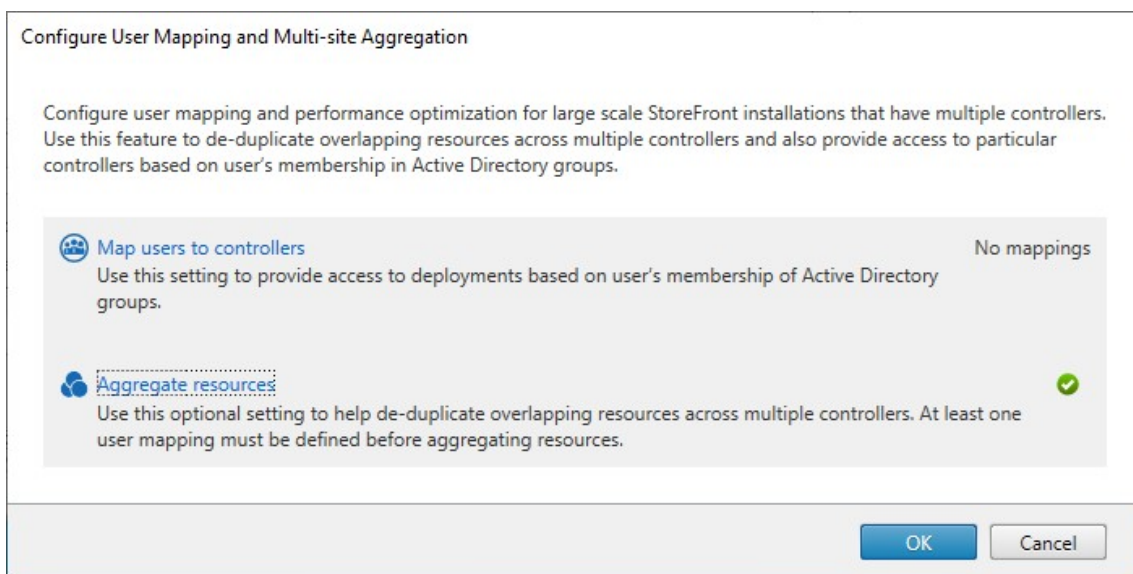 Configure User Mapping and Multi-site Aggregation
Configure user mapping and performance optimization for large scale StoreFront installations that have multiple controllers.
Use this feature to de-duplicate overlapping resources across multiple controllers and also provide access to particular
controllers based on user's membership in Active Directory groups.
Map users to controllers No mappings
Use this setting to provide access to deployments based on user's membership of Active Directory
groups.
Aggregate resources
Use this optional setting to help de-duplicate overlapping resources across multiple controllers. At least one
user mapping must be defined before aggregating resources.
OK Cancel